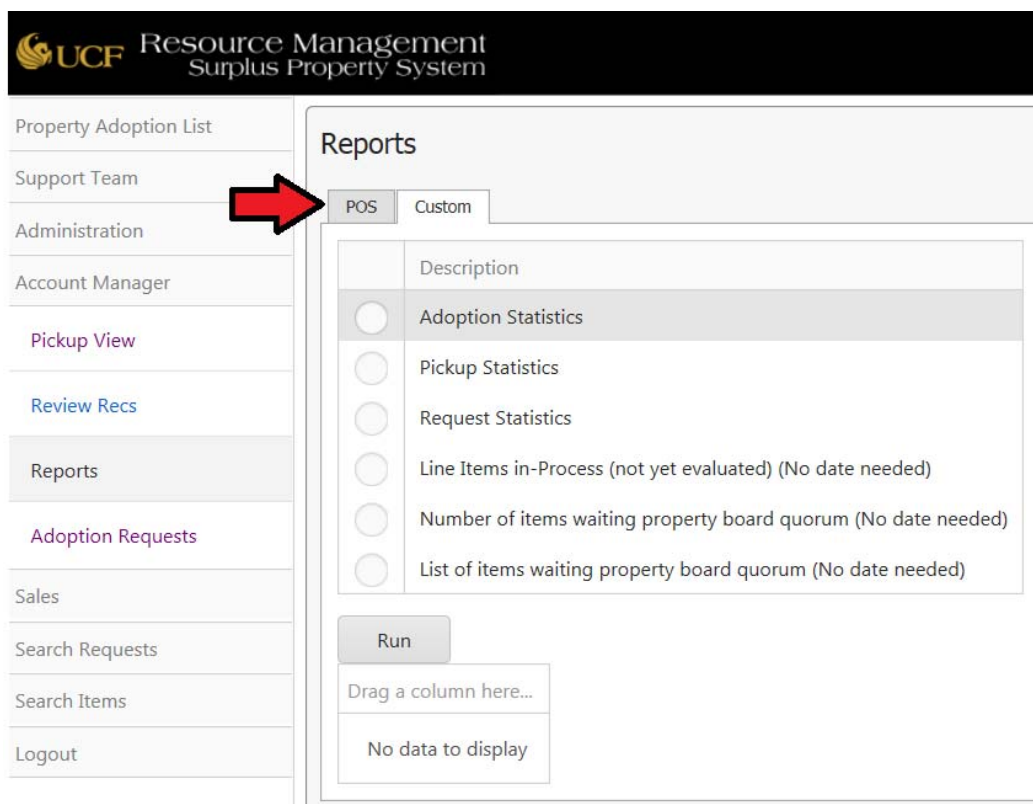 UCF Resource Management
Surplus Property System
Property Adoption List
Support Team
Administration
Account Manager
Pickup View
Review Recs
Reports
Adoption Requests
Sales
Search Requests
Search Items
Logout
Reports
POS Custom
Description
Adoption Statistics
Pickup Statistics
Request Statistics
Line Items in-Process (not yet evaluated) (No date needed)
Number of items waiting property board quorum (No date needed)
List of items waiting property board quorum (No date needed)
Run
Drag a column here...
No data to display